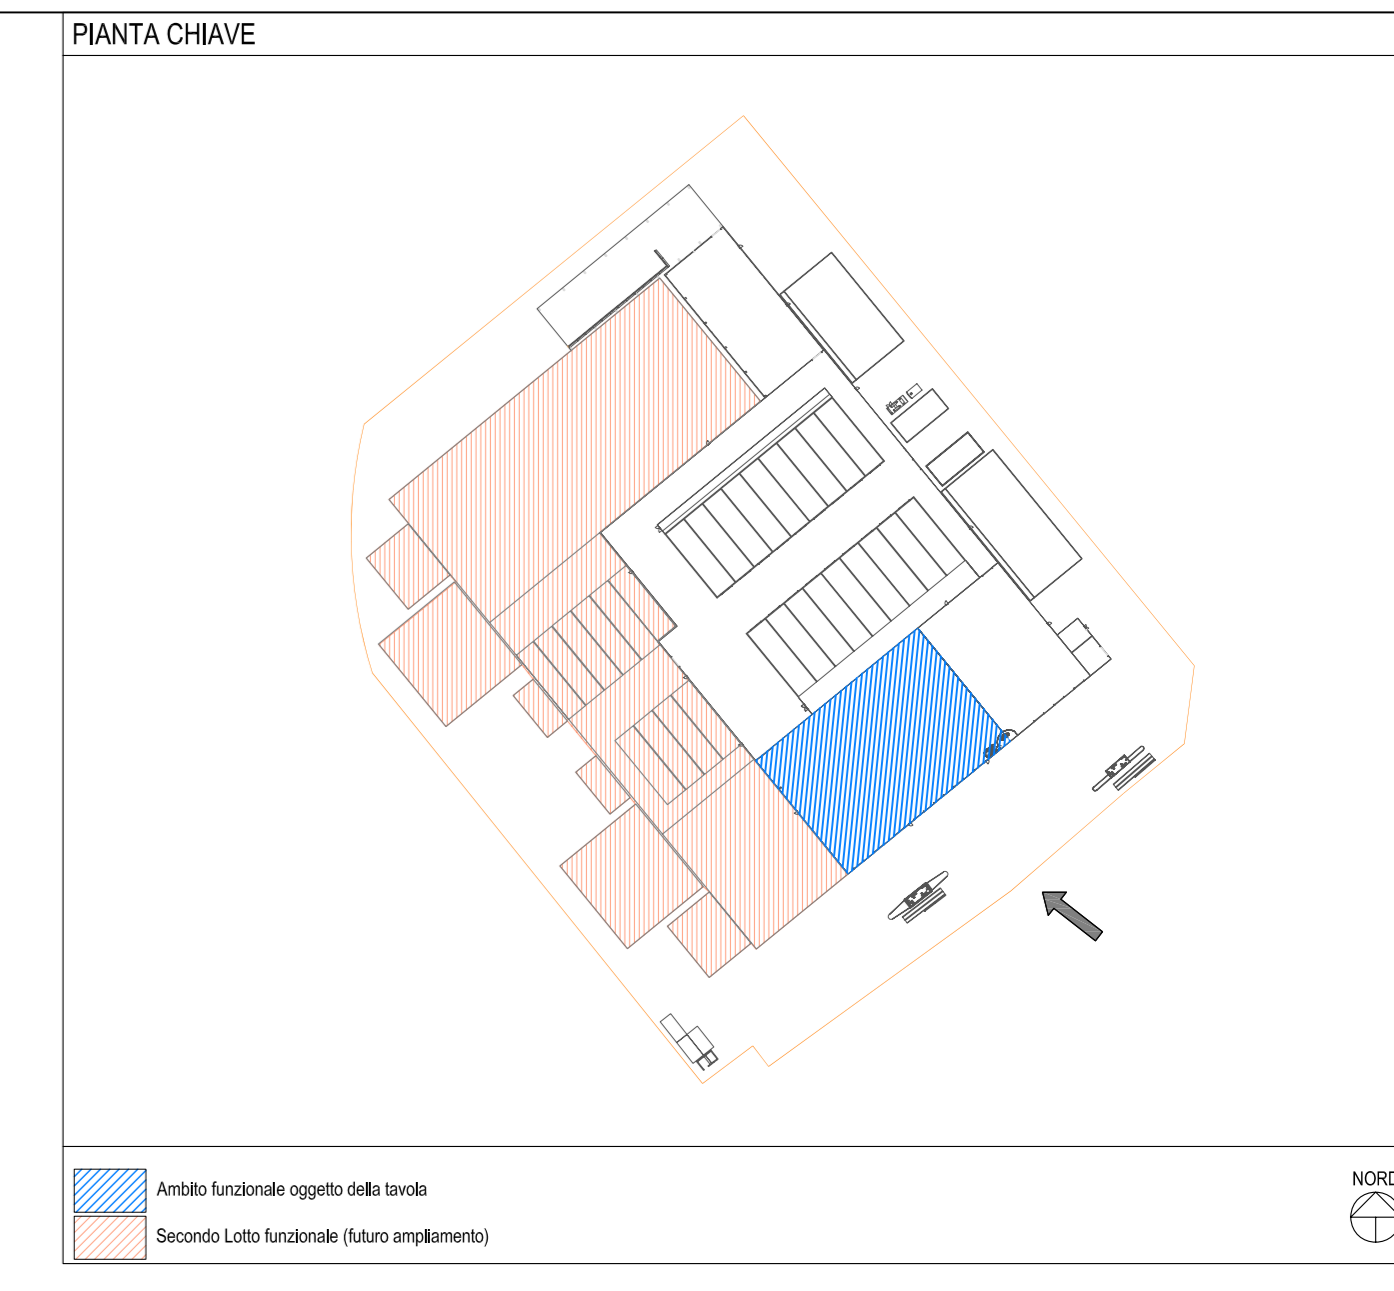 PIANTA CHIAVE
Ambito funzionale oggetto della tavola
Secondo Lotto funzionale (futuro ampliamento)
NORD